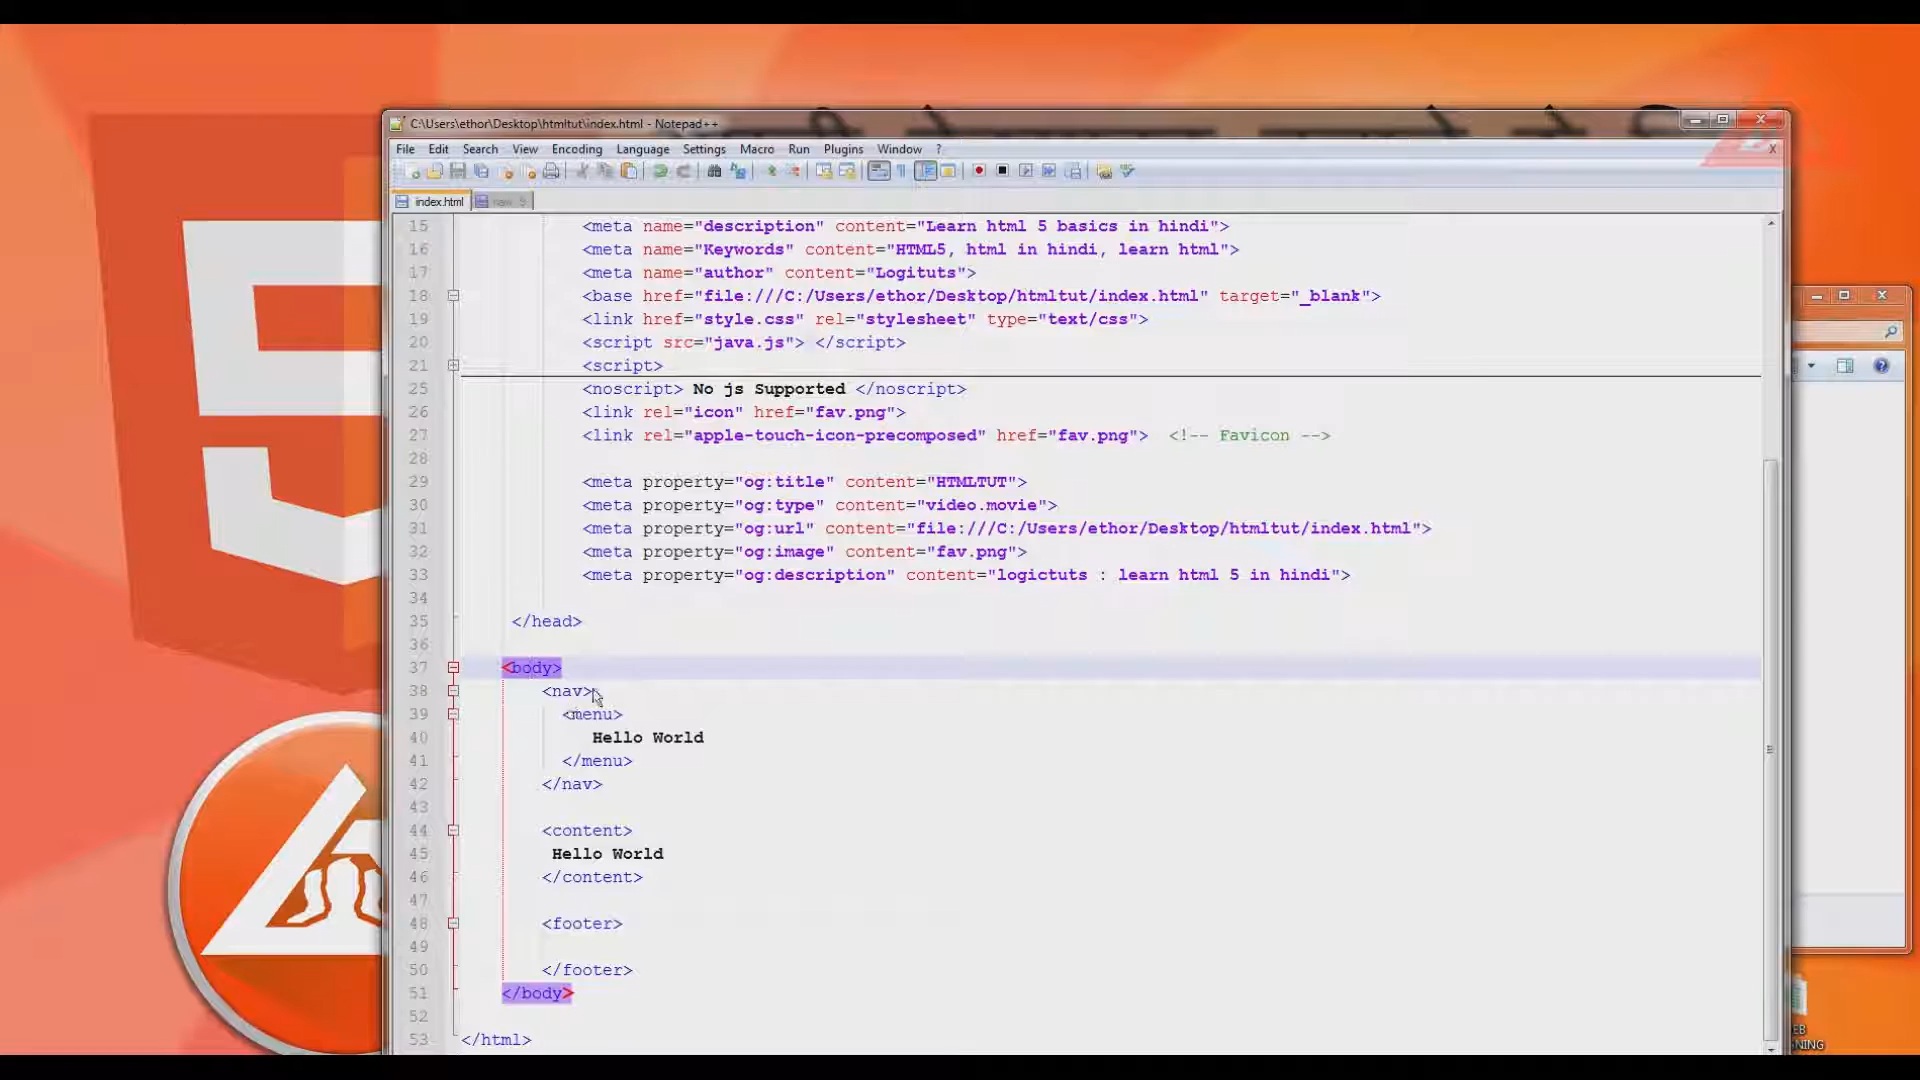 C:\Users\ethor\Desktop\htmltut\index.html - Notepad++
File Edit Search View Encoding Language Settings Macro Run Plugins Window ?
index.html new 5
15 <meta name="description" content="Learn html 5 basics in hindi">
16 <meta name="Keywords" content="HTML5, html in hindi, learn html">
17 <meta name="author" content="Logituts">
18 <base href="file:///C:/Users/ethor/Desktop/htmltut/index.html" target="_blank">
19 <link href="style.css" rel="stylesheet" type="text/css">
20 <script src="java.js"> </script>
21 <script>
25 <noscript> No js Supported </noscript>
26 <link rel="icon" href="fav.png">
27 <link rel="apple-touch-icon-precomposed" href="fav.png"> <!-- Favicon -->
28
29 <meta property="og:title" content="HTMLTUT">
30 <meta property="og:type" content="video.movie">
31 <meta property="og:url" content="file:///C:/Users/ethor/Desktop/htmltut/index.html">
32 <meta property="og:image" content="fav.png">
33 <meta property="og:description" content="logictuts : learn html 5 in hindi">
34
35 </head>
36
37 <body>
38 <nav>
39 <menu>
40 Hello World
41 </menu>
42 </nav>
43
44 <content>
45 Hello World
46 </content>
47
48 <footer>
49
50 </footer>
51 </body>
52
53 </html>